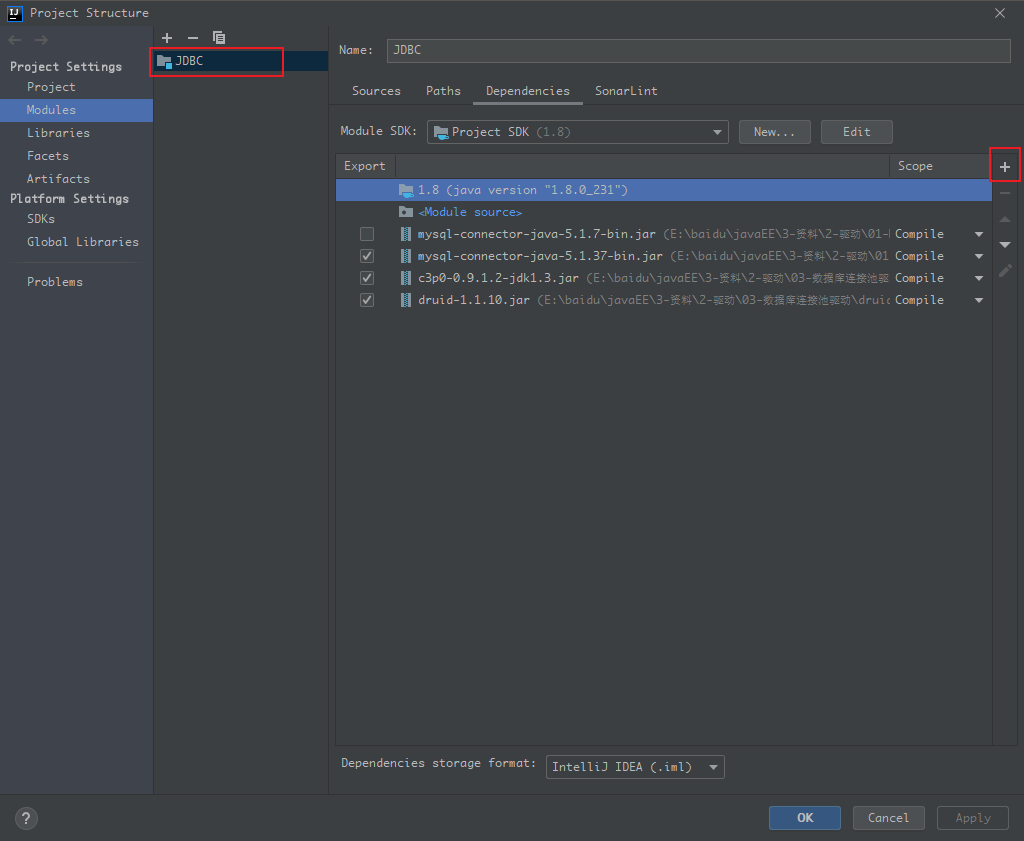 Project Structure
Project Settings
Project
Modules
Libraries
Facets
Artifacts
Platform Settings
SDKs
Global Libraries
Problems
JDBC
Name: JDBC
Sources Paths Dependencies SonarLint
Module SDK: Project SDK (1.8) New... Edit
Export Scope
1.8 (java version "1.8.0_231")
<Module source>
mysql-connector-java-5.1.7-bin.jar (E:\baidu\javaEE\3-资料\2-驱动\01- Compile
mysql-connector-java-5.1.37-bin.jar (E:\baidu\javaEE\3-资料\2-驱动\01 Compile
c3p0-0.9.1.2-jdk1.3.jar (E:\baidu\javaEE\3-资料\2-驱动\03-数据库连接池驱 Compile
druid-1.1.10.jar (E:\baidu\javaEE\3-资料\2-驱动\03-数据库连接池驱动\druid Compile
Dependencies storage format: IntelliJ IDEA (.iml)
? OK Cancel Apply